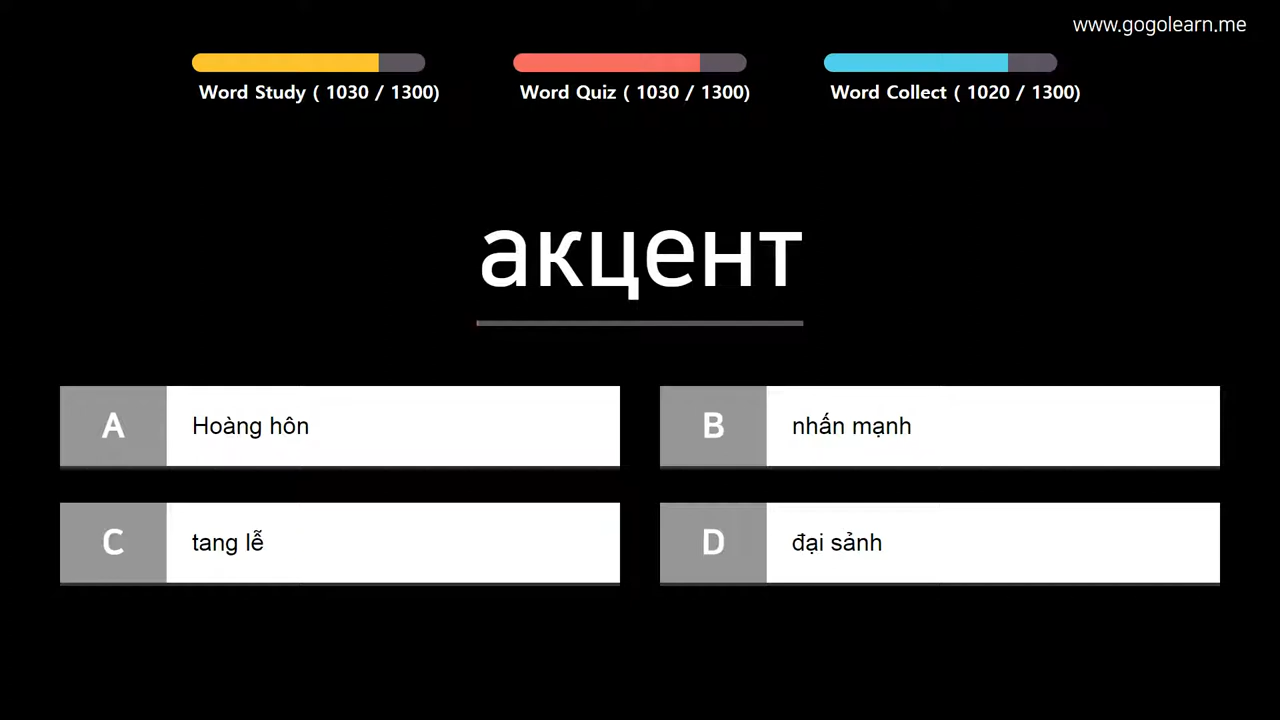 www.gogolearn.me
Word Study ( 1030 / 1300)
Word Quiz ( 1030 / 1300)
Word Collect ( 1020 / 1300)
акцент
A Hoàng hôn
B nhấn mạnh
C tang lễ
D đại sảnh